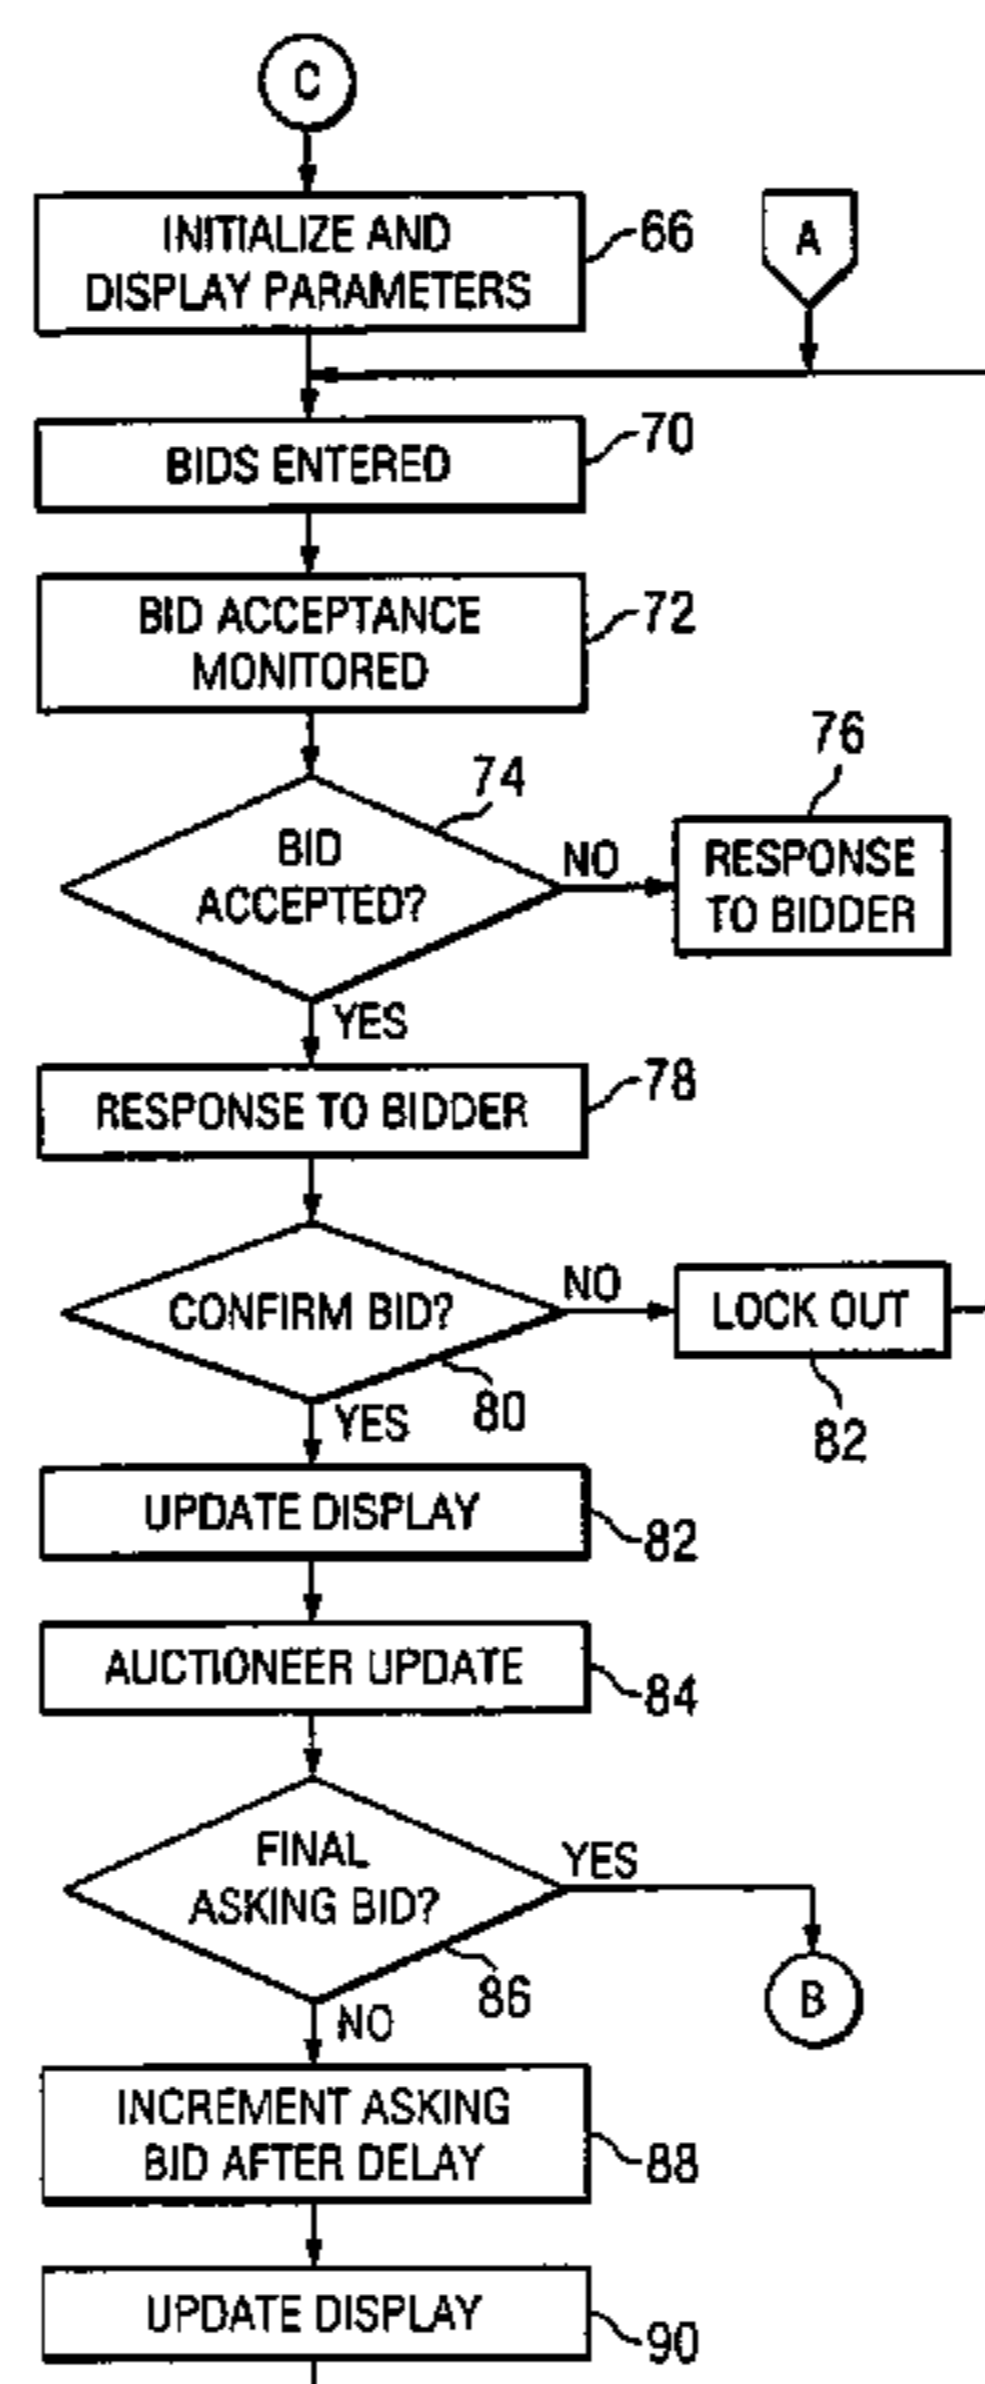 C
INITIALIZE AND
DISPLAY PARAMETERS
66
A
BIDS ENTERED
70
BID ACCEPTANCE
MONITORED
72
74
BID
ACCEPTED?
NO
76
RESPONSE
TO BIDDER
YES
RESPONSE TO BIDDER
78
CONFIRM BID?
NO
LOCK OUT
80
82
YES
UPDATE DISPLAY
82
AUCTIONEER UPDATE
84
FINAL
ASKING BID?
YES
86
B
NO
INCREMENT ASKING
BID AFTER DELAY
88
UPDATE DISPLAY
90